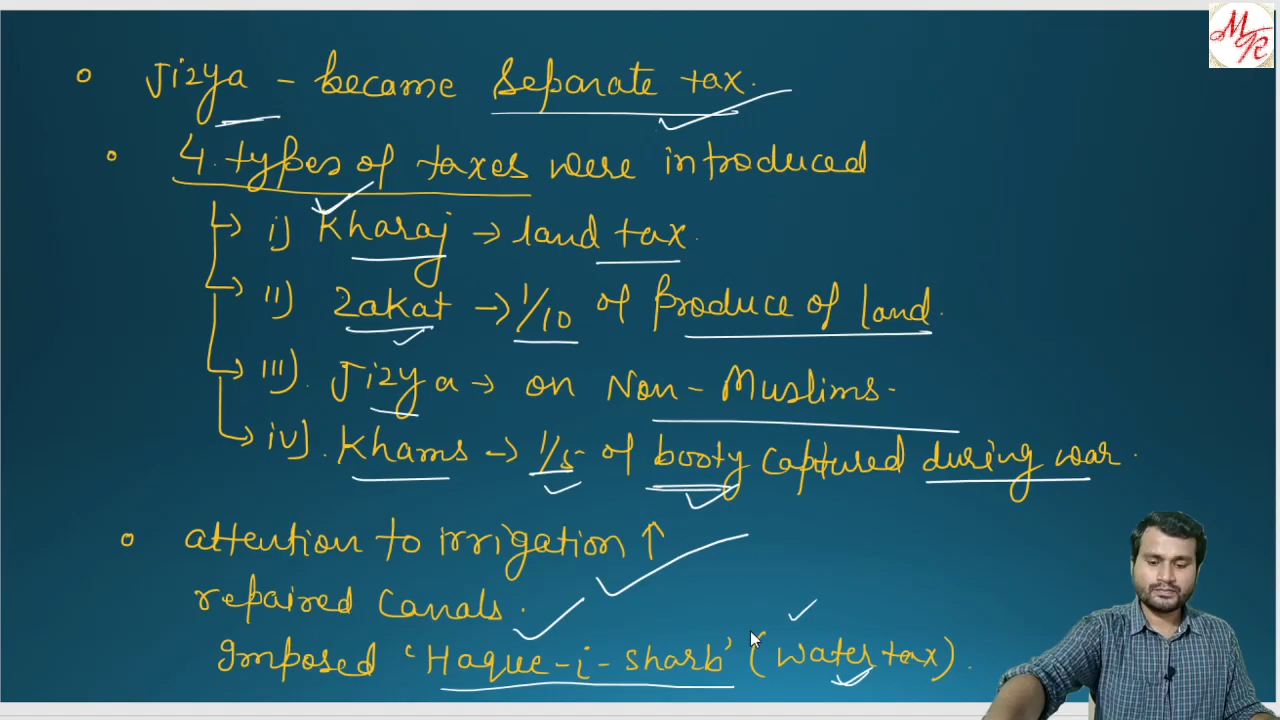 MR
Jizya - became separate tax.
4. types of taxes were introduced
i) Kharaj → land tax.
ii) Zakat → 1/10 of Produce of land.
iii). Jizya → on Non-Muslims.
iv). Khams → 1/5 of booty captured during war.
attention to irrigation ↑
repaired canals.
Imposed 'Haque-i-sharb' (water tax).